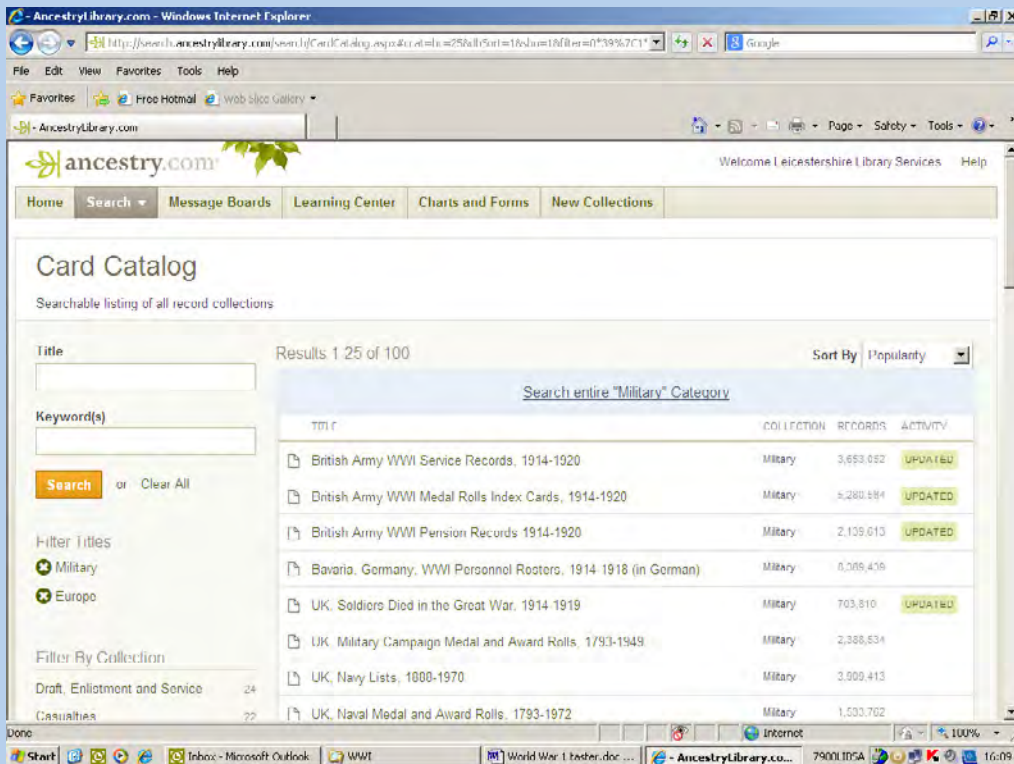 - AncestryLibrary.com - Windows Internet Explorer
http://search.ancestrylibrary.com/search/CardCatalog.aspx
Google
File Edit View Favorites Tools Help
Favorites Free Hotmail Web Slice Gallery
- AncestryLibrary.com
Page Safety Tools
ancestry.com
Welcome Leicestershire Library Services Help
Home Search Message Boards Learning Center Charts and Forms New Collections
Card Catalog
Searchable listing of all record collections
Title
Results 1-25 of 100
Sort By Popularity
Search entire "Military" Category
Keyword(s)
TITLE COLLECTION RECORDS ACTIVITY
British Army WWI Service Records, 1914-1920 Military UPDATED
Search or Clear All
British Army WWI Medal Rolls Index Cards, 1914-1920 Military UPDATED
British Army WWI Pension Records 1914-1920 Military UPDATED
Filter Titles
Military
Bavaria, Germany, WWI Personnel Rosters, 1914-1918 (in German) Military
Europe
UK, Soldiers Died in the Great War, 1914-1919 Military 703,810 UPDATED
UK, Military Campaign Medal and Award Rolls, 1793-1949 Military 2,388,534
Filter By Collection
UK, Navy Lists, 1888-1970 Military 3,909,413
Draft, Enlistment and Service 24
Casualties 22
UK, Naval Medal and Award Rolls, 1793-1972 Military
Done Internet 100%
Start Inbox - Microsoft Outlook WWI World War 1 taster.doc ... - AncestryLibrary.co... 16:09